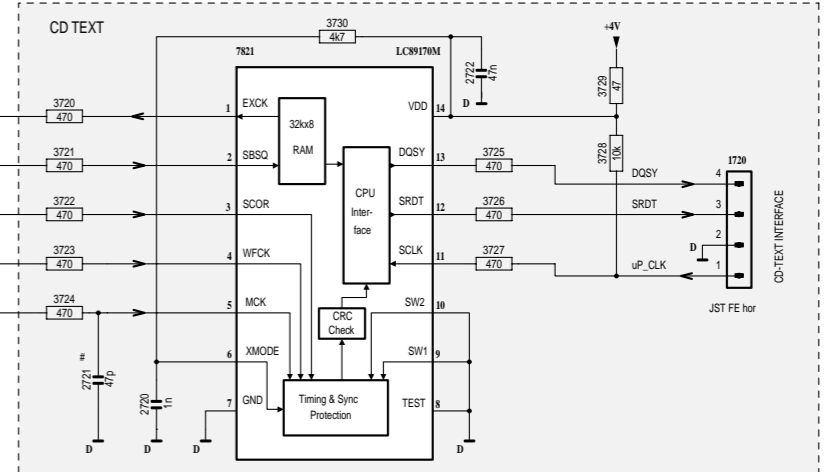 CD TEXT
3730
4k7
+4V
7821
LC89170M
2722
47n
D
3729
47
3720
470
1
EXCK
32kx8
RAM
VDD
14
3728
10k
1720
3721
470
2
SBSQ
DQSY
13
3725
470
DQSY
4
CPU
Inter-
face
3722
470
3
SCOR
SRDT
12
3726
470
SRDT
3
D
2
3723
470
4
WFCK
SCLK
11
3727
470
uP_CLK
1
CD-TEXT INTERFACE
JST FE hor
3724
470
5
MCK
CRC
Check
SW2
10
#
2721
47p
6
XMODE
SW1
9
2720
1n
7
GND
Timing & Sync
Protection
TEST
8
D
D
D
D